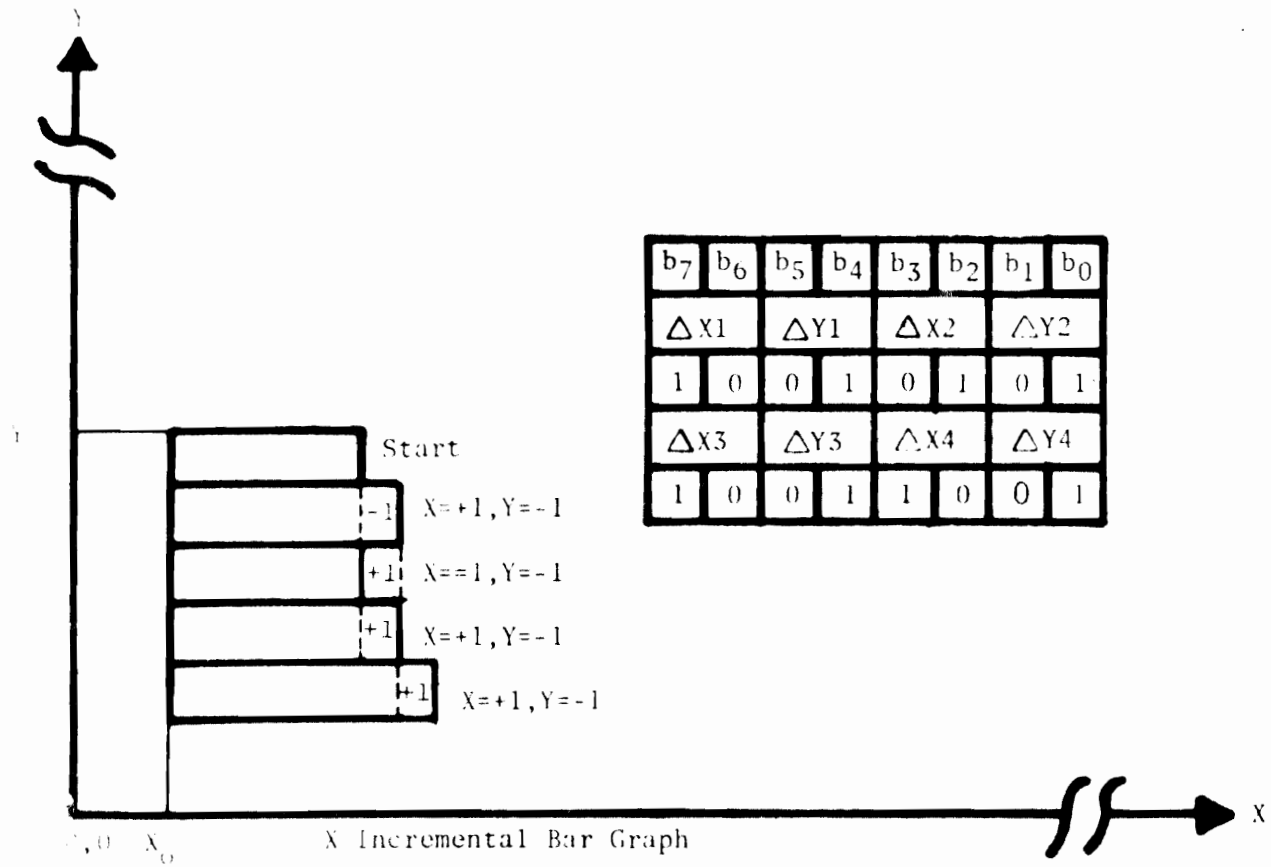 Y
b7 b6 b5 b4 b3 b2 b1 b0
△X1 △Y1 △X2 △Y2
1 0 0 1 0 1 0 1
△X3 △Y3 △X4 △Y4
1 0 0 1 1 0 0 1
Start
-1 X=+1,Y=-1
+1 X==1,Y=-1
+1 X=+1,Y=-1
+1 X=+1,Y=-1
X
,0 X0 X Incremental Bar Graph